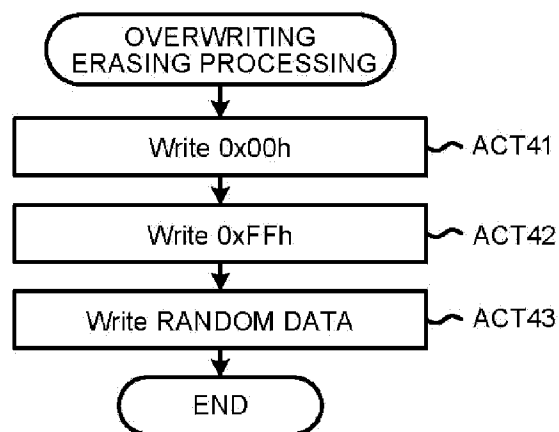 OVERWRITING
ERASING PROCESSING
Write 0x00h
ACT41
Write 0xFFh
ACT42
Write RANDOM DATA
ACT43
END